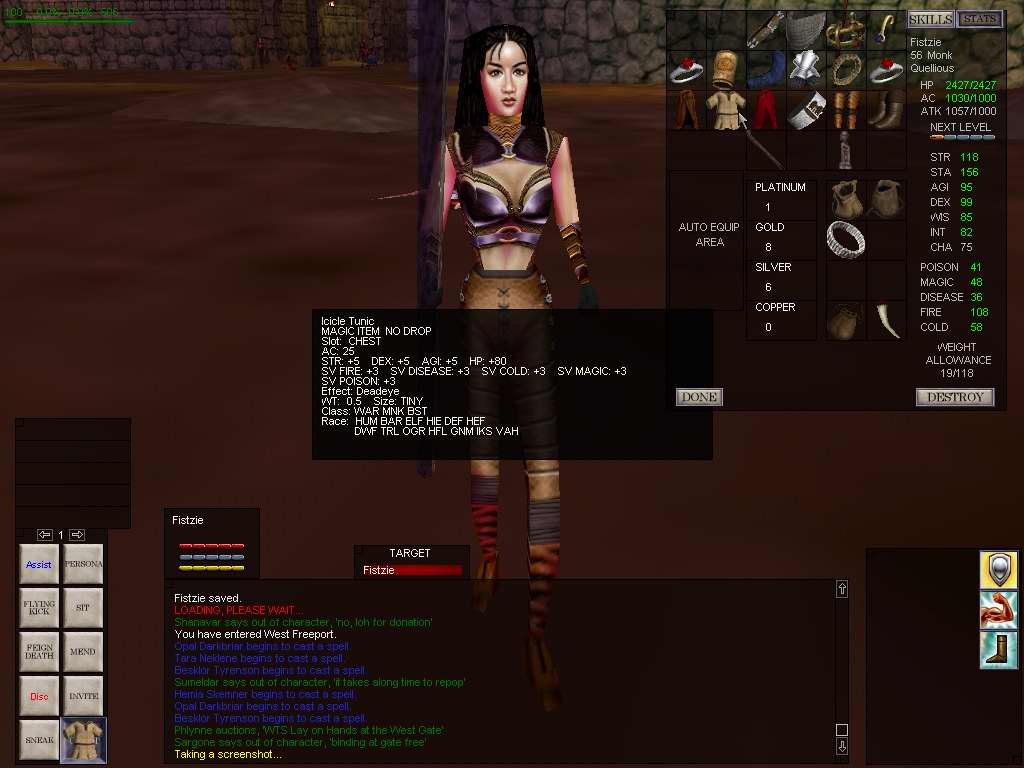 100 0.0% 0.0% 506
SKILLS STATS
Fistzie
56 Monk
Quellious
HP 2427/2427
AC 1030/1000
ATK 1057/1000
NEXT LEVEL
STR 118
STA 156
AGI 95
DEX 99
WIS 85
INT 82
CHA 75
POISON 41
MAGIC 48
DISEASE 36
FIRE 108
COLD 58
WEIGHT
ALLOWANCE
19/118
DESTROY
AUTO EQUIP
AREA
PLATINUM
1
GOLD
8
SILVER
6
COPPER
0
DONE
Icicle Tunic
MAGIC ITEM NO DROP
Slot: CHEST
AC: 25
STR: +5 DEX: +5 AGI: +5 HP: +80
SV FIRE: +3 SV DISEASE: +3 SV COLD: +3 SV MAGIC: +3
SV POISON: +3
Effect: Deadeye
WT: 0.5 Size: TINY
Class: WAR MNK BST
Race: HUM BAR ELF HIE DEF HEF
DWF TRL OGR HFL GNM IKS VAH
1
Assist PERSONA
FLYING KICK SIT
FEIGN DEATH MEND
Disc INVITE
SNEAK
Fistzie
TARGET
Fistzie
Fistzie saved.
LOADING, PLEASE WAIT...
Shanavar says out of character, 'no, loh for donation'
You have entered West Freeport.
Opal Darkbriar begins to cast a spell.
Tara Neklene begins to cast a spell.
Besklor Tyrenson begins to cast a spell.
Sumeldar says out of character, 'it takes along time to repop'
Hemia Skemner begins to cast a spell.
Opal Darkbriar begins to cast a spell.
Besklor Tyrenson begins to cast a spell.
Phlynne auctions, 'WTS Lay on Hands at the West Gate'
Sargone says out of character, 'binding at gate free'
Taking a screenshot...